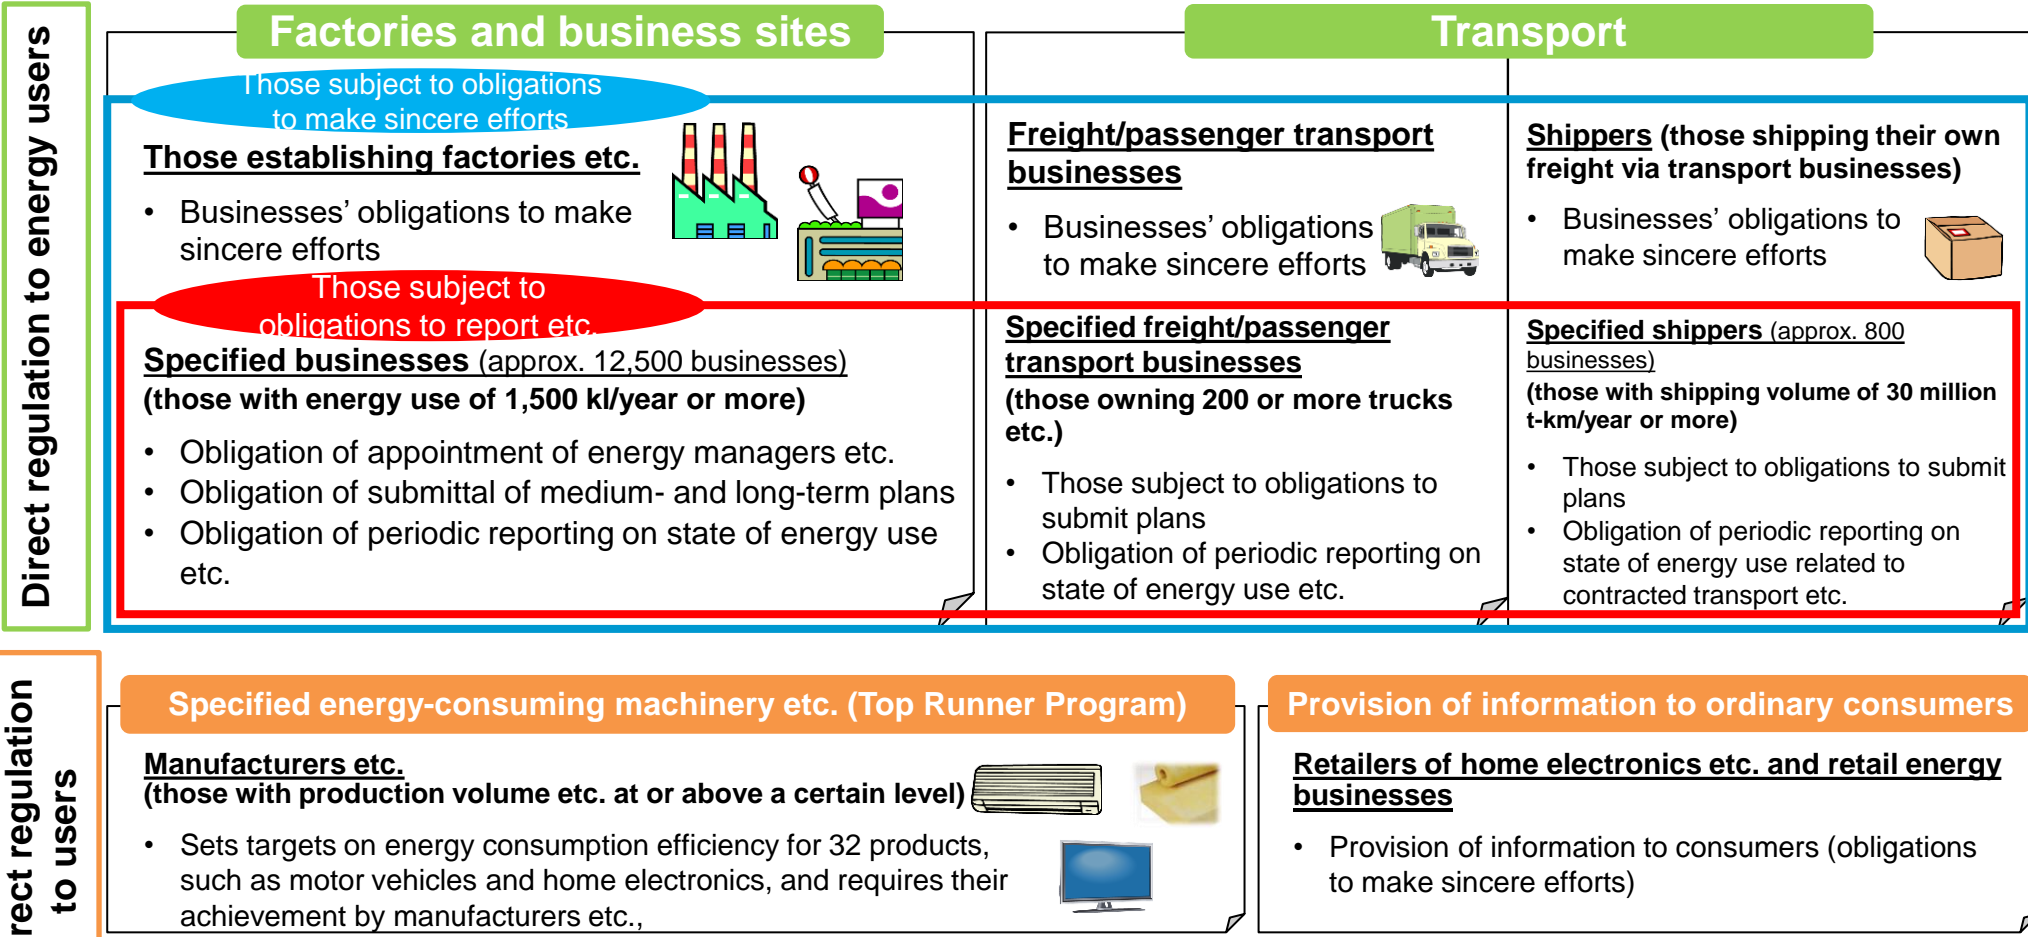 Direct regulation to energy users
Factories and business sites
Those subject to obligations
to make sincere efforts
Those establishing factories etc.
• Businesses’ obligations to make
sincere efforts
Those subject to
obligations to report etc.
Specified businesses (approx. 12,500 businesses)
(those with energy use of 1,500 kl/year or more)
• Obligation of appointment of energy managers etc.
• Obligation of submittal of medium- and long-term plans
• Obligation of periodic reporting on state of energy use
etc.
Transport
Freight/passenger transport
businesses
• Businesses’ obligations
to make sincere efforts
Specified freight/passenger
transport businesses
(those owning 200 or more trucks
etc.)
• Those subject to obligations to
submit plans
• Obligation of periodic reporting on
state of energy use etc.
Shippers (those shipping their own
freight via transport businesses)
• Businesses’ obligations to
make sincere efforts
Specified shippers (approx. 800
businesses)
(those with shipping volume of 30 million
t-km/year or more)
• Those subject to obligations to submit
plans
• Obligation of periodic reporting on
state of energy use related to
contracted transport etc.
rect regulation
to users
Specified energy-consuming machinery etc. (Top Runner Program)
Manufacturers etc.
(those with production volume etc. at or above a certain level)
• Sets targets on energy consumption efficiency for 32 products,
such as motor vehicles and home electronics, and requires their
achievement by manufacturers etc.,
Provision of information to ordinary consumers
Retailers of home electronics etc. and retail energy
businesses
• Provision of information to consumers (obligations
to make sincere efforts)